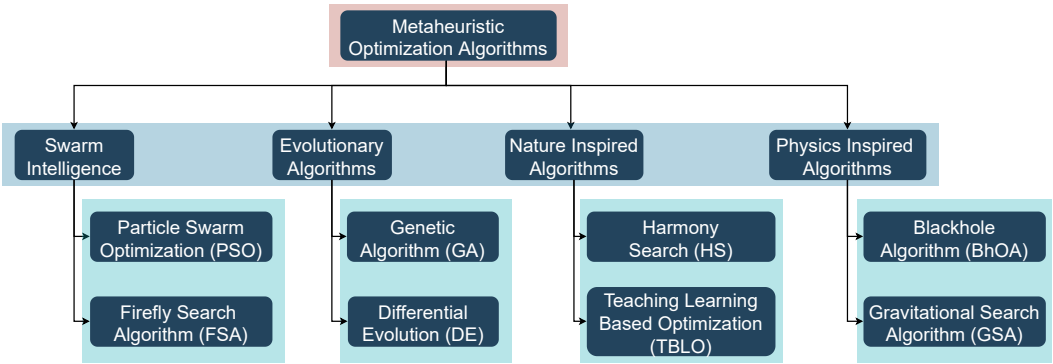 Metaheuristic
Optimization Algorithms
Swarm
Intelligence
Evolutionary
Algorithms
Nature Inspired
Algorithms
Physics Inspired
Algorithms
Particle Swarm
Optimization (PSO)
Genetic
Algorithm (GA)
Harmony
Search (HS)
Blackhole
Algorithm (BhOA)
Firefly Search
Algorithm (FSA)
Differential
Evolution (DE)
Teaching Learning
Based Optimization
(TBLO)
Gravitational Search
Algorithm (GSA)